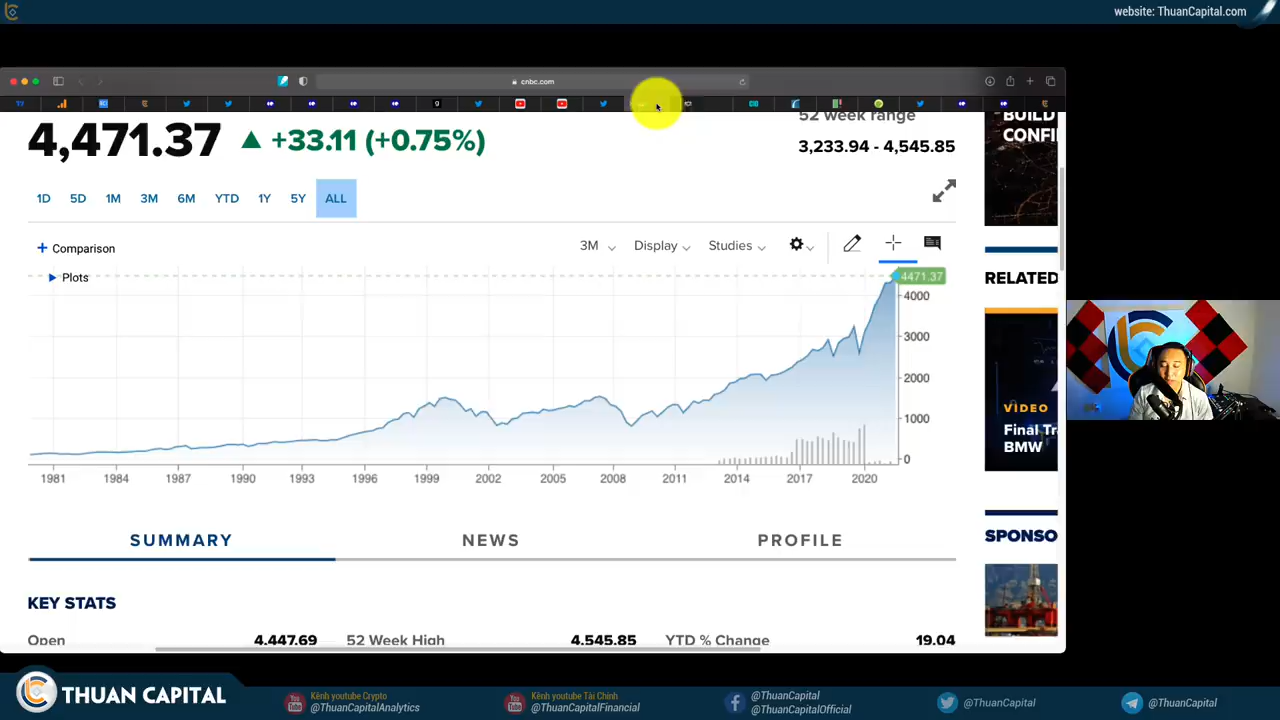 website: ThuanCapital.com
cnbc.com
4,471.37
+33.11 (+0.75%)
52 week range
3,233.94 - 4,545.85
BUILD
1D 5D 1M 3M 6M YTD 1Y 5Y ALL
Comparison
3M
Display
Studies
Plots
4471.37
4000
3000
2000
1000
0
1981 1984 1987 1990 1993 1996 1999 2002 2005 2008 2011 2014 2017 2020
RELATED
VIDEO
Final
BMW
SUMMARY
NEWS
PROFILE
SPONSO
KEY STATS
Open 4,447.69
52 Week High 4,545.85
YTD % Change 19.04
THUAN CAPITAL
Kênh youtube Crypto
@ThuanCapitalAnalytics
Kênh youtube Tài Chính
@ThuanCapitalFinancial
@ThuanCapital
@ThuanCapitalOfficial
@ThuanCapital
@ThuanCapital